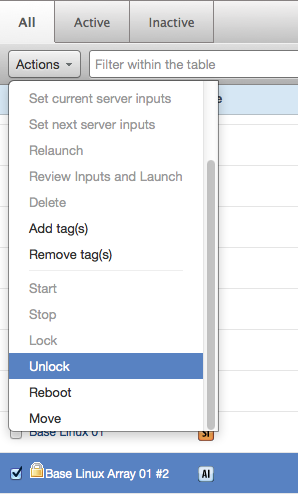 All Active Inactive
Actions Filter within the table
Set current server inputs
Set next server inputs
Relaunch
Review Inputs and Launch
Delete
Add tag(s)
Remove tag(s)
Start
Stop
Lock
Unlock
Reboot
Move
Base Linux 01 SI
Base Linux Array 01 #2 AI